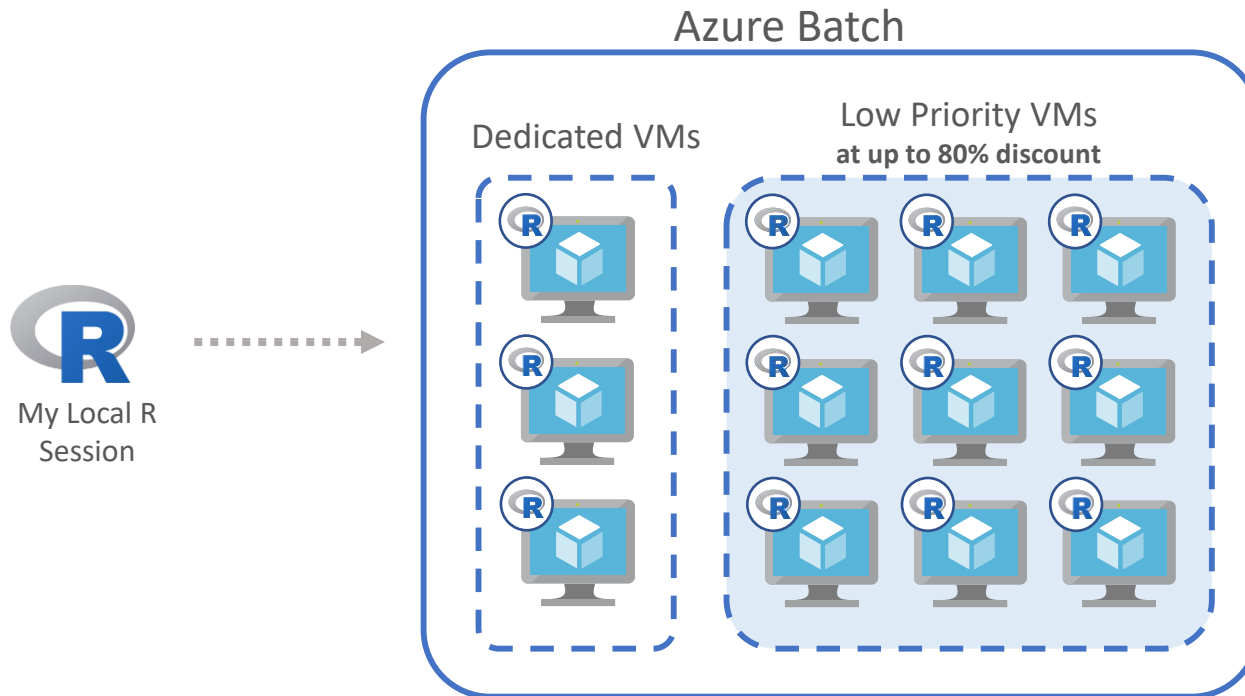 Azure Batch
Dedicated VMs
Low Priority VMs
at up to 80% discount
R
R
R
R
R
R
R
R
R
R
R
R
R
My Local R
Session